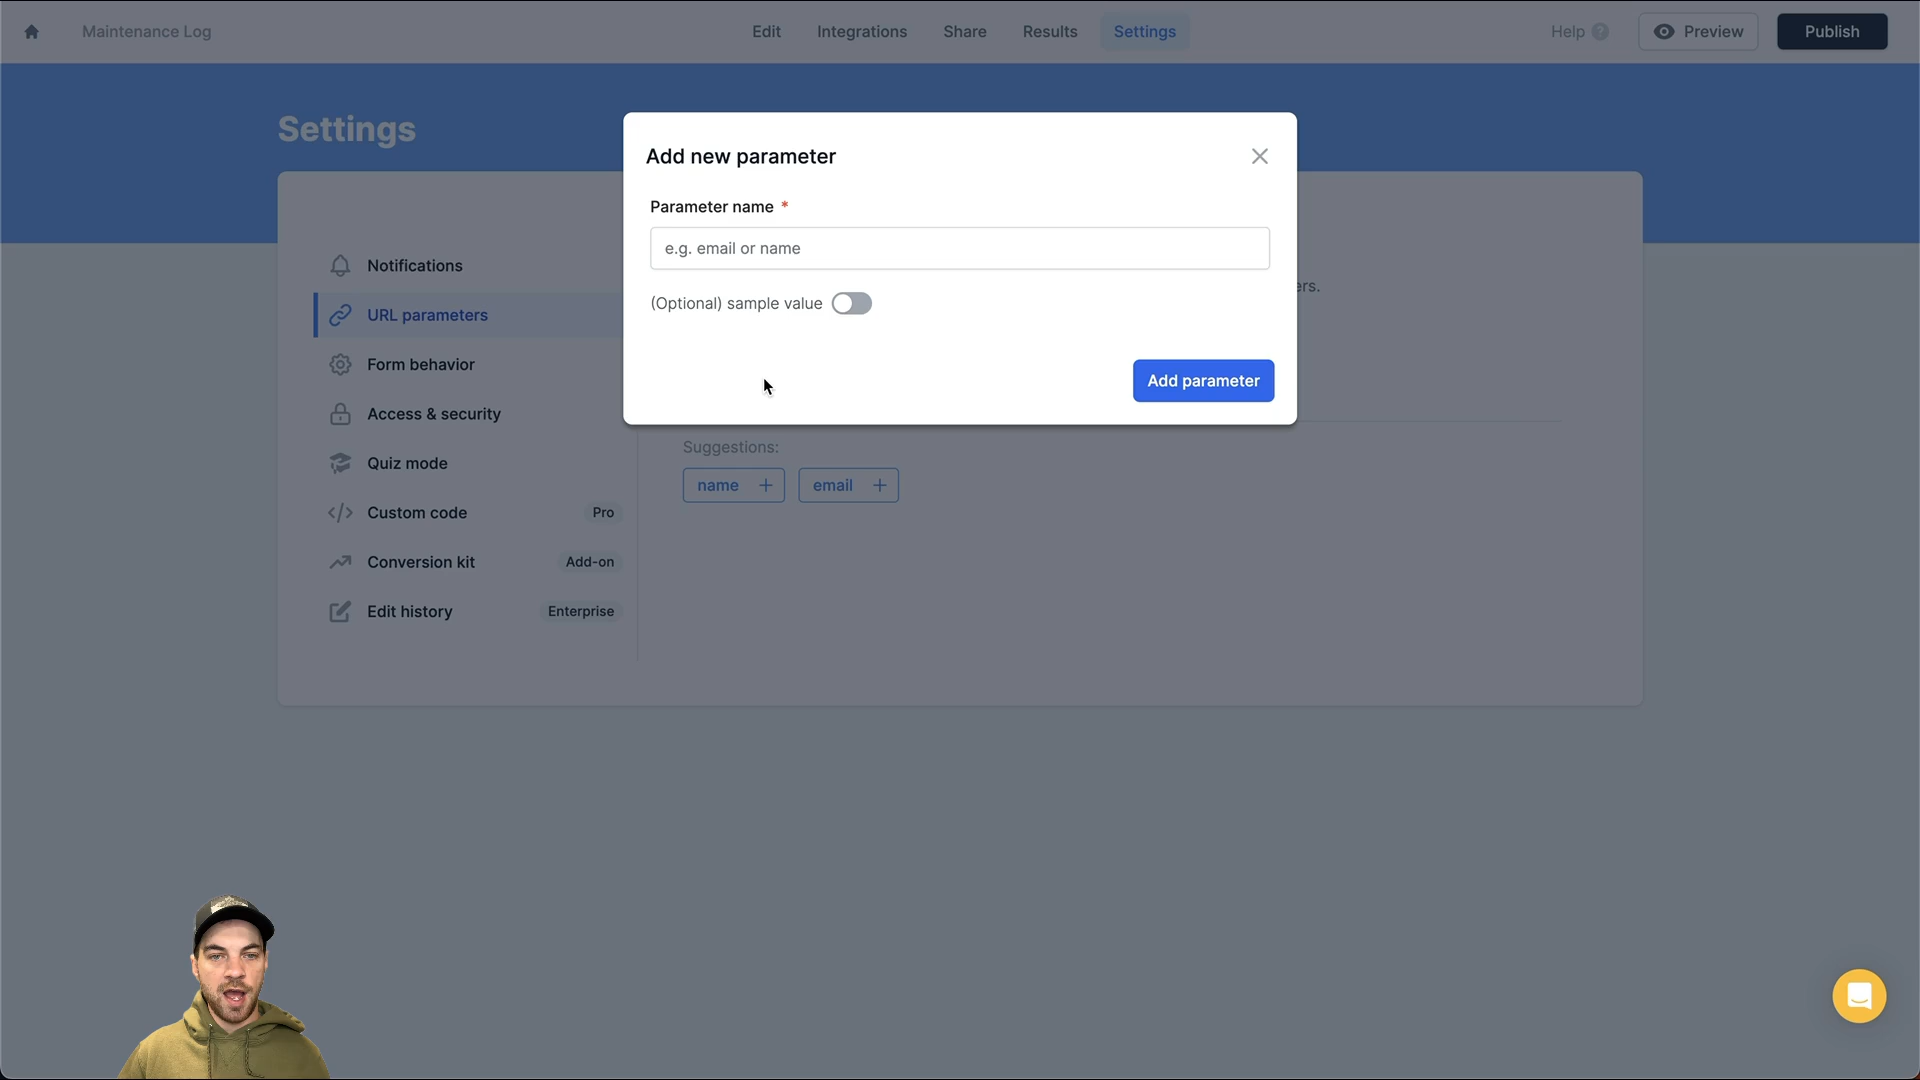 Maintenance Log
Edit
Integrations
Share
Results
Settings
Help ?
Preview
Publish
Settings
Add new parameter
Parameter name *
e.g. email or name
(Optional) sample value
Add parameter
ers.
Notifications
URL parameters
Form behavior
Access & security
Quiz mode
Custom code Pro
Conversion kit Add-on
Edit history Enterprise
Suggestions:
name +
email +